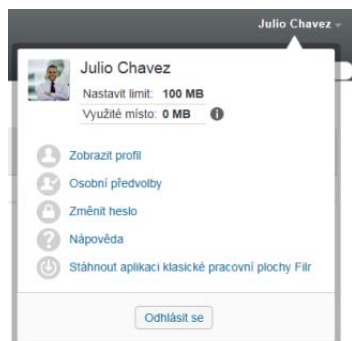 Julio Chavez
Julio Chavez
Nastavit limit: 100 MB
Využité místo: 0 MB
Zobrazit profil
Osobní předvolby
Změnit heslo
Nápověda
Stáhnout aplikaci klasické pracovní plochy Filr
Odhlásit se